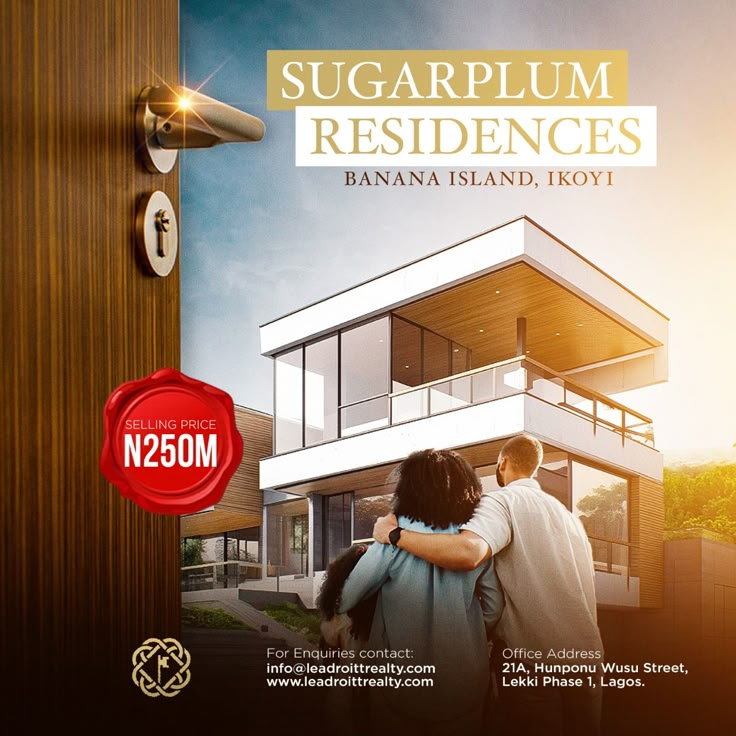 SUGARPLUM
RESIDENCES
BANANA ISLAND, IKOYI
SELLING PRICE
N250M
For Enquiries contact:
info@leadroittrealty.com
www.leadroittrealty.com
Office Address
21A, Hunponu Wusu Street,
Lekki Phase 1, Lagos.